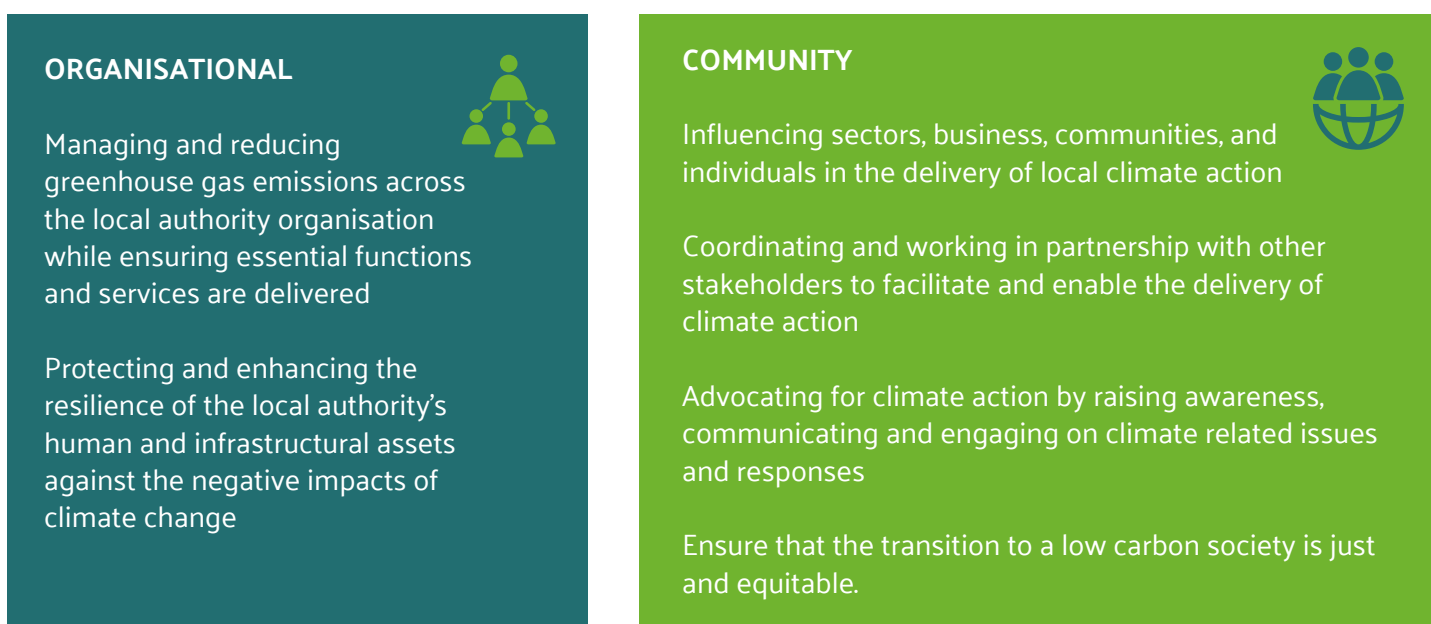 ORGANISATIONAL
Managing and reducing
greenhouse gas emissions across
the local authority organisation
while ensuring essential functions
and services are delivered
Protecting and enhancing the
resilience of the local authority’s
human and infrastructural assets
against the negative impacts of
climate change
COMMUNITY
Influencing sectors, business, communities, and
individuals in the delivery of local climate action
Coordinating and working in partnership with other
stakeholders to facilitate and enable the delivery of
climate action
Advocating for climate action by raising awareness,
communicating and engaging on climate related issues
and responses
Ensure that the transition to a low carbon society is just
and equitable.